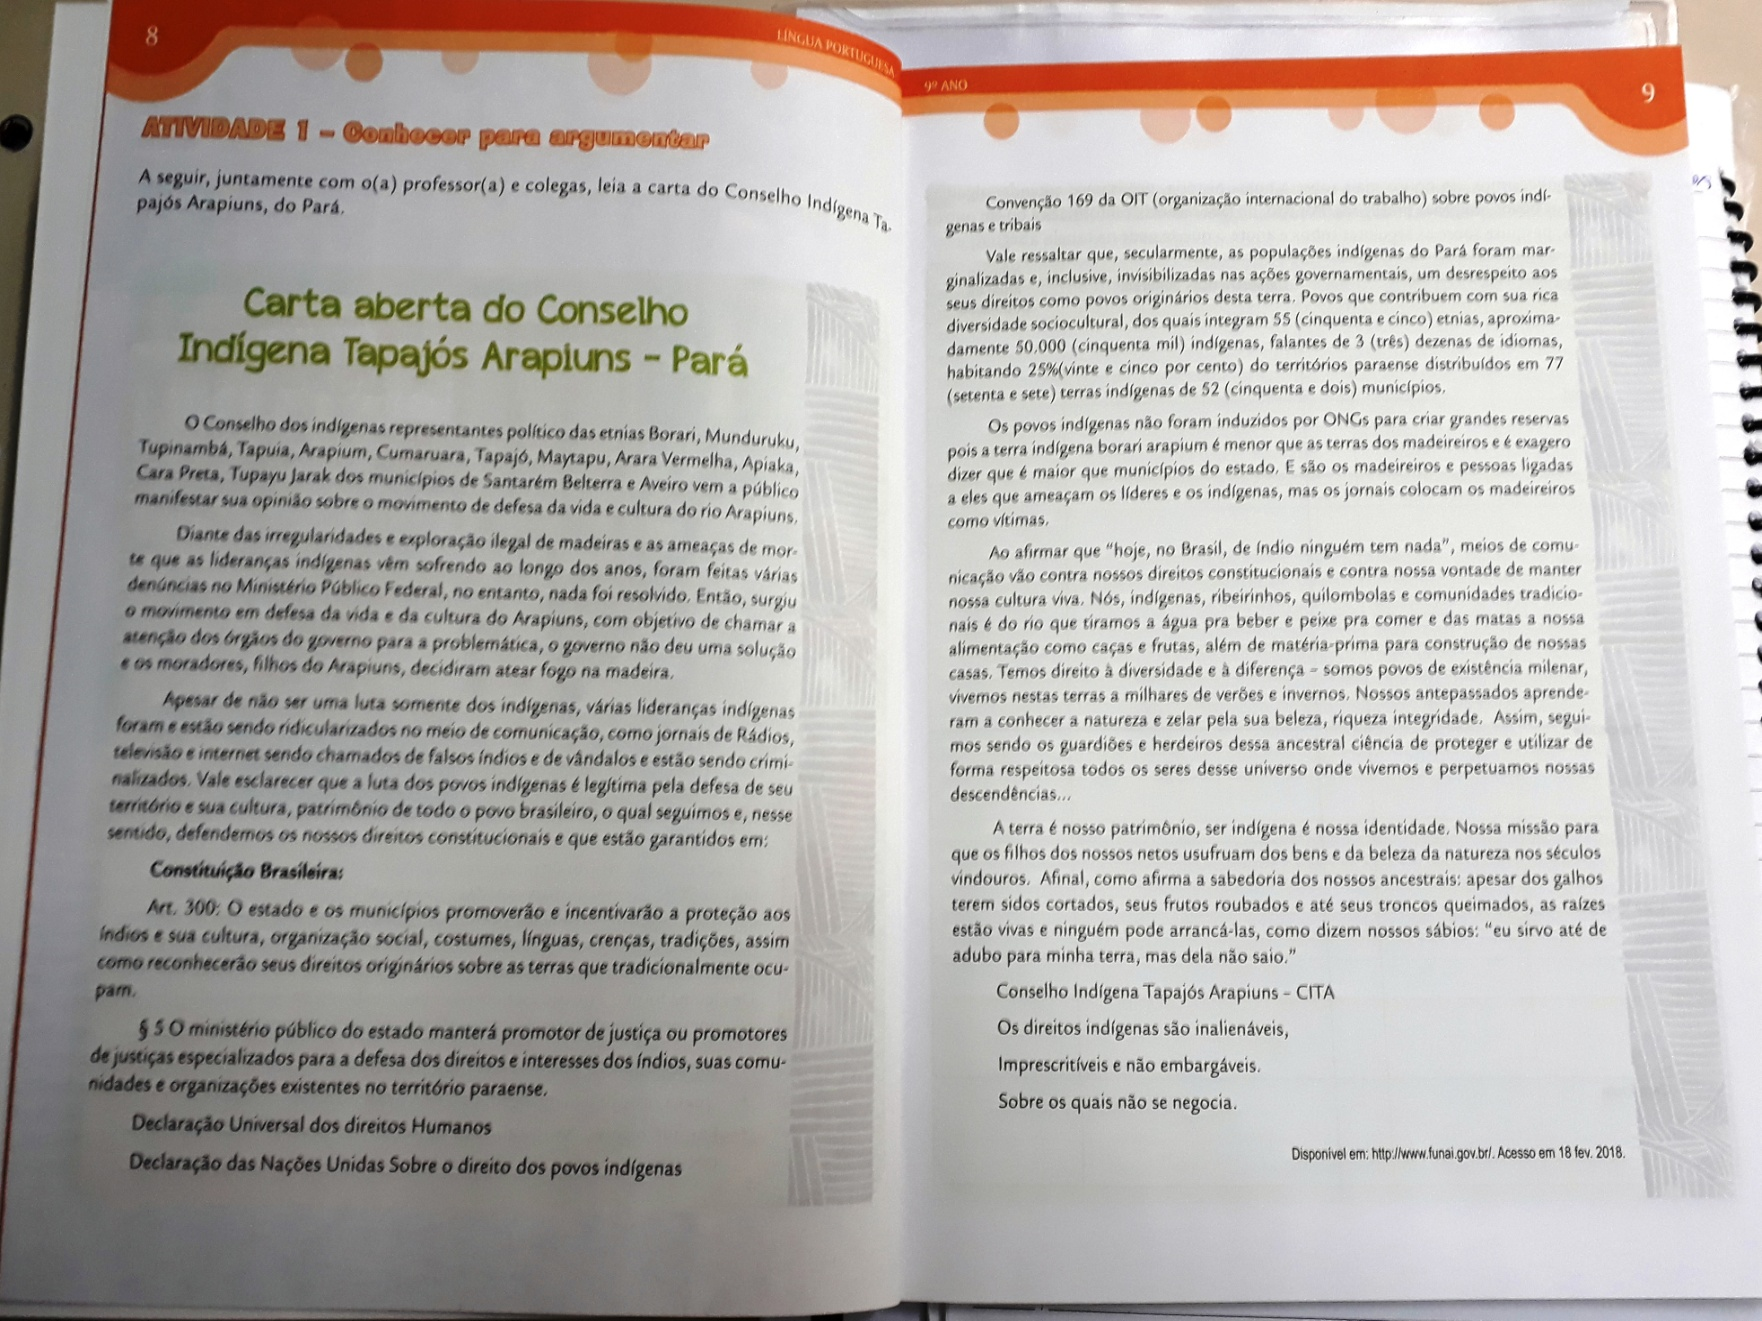 8
LÍNGUA PORTUGUESA
ATIVIDADE 1 – Conhecer para argumentar
A seguir, juntamente com o(a) professor(a) e colegas, leia a carta do Conselho Indígena Ta-
pajós Arapiuns, do Pará.
Carta aberta do Conselho
Indígena Tapajós Arapiuns – Pará
O Conselho dos indígenas representantes político das etnias Borari, Munduruku,
Tupinambá, Tapuia, Arapium, Cumaruara, Tapajó, Maytapu, Arara Vermelha, Apiaka,
Cara Preta, Tupayu Jarak dos municípios de Santarém Belterra e Aveiro vem a público
manifestar sua opinião sobre o movimento de defesa da vida e cultura do rio Arapiuns.
Diante das irregularidades e exploração ilegal de madeiras e as ameaças de mor-
te que as lideranças indígenas vêm sofrendo ao longo dos anos, foram feitas várias
denúncias no Ministério Público Federal, no entanto, nada foi resolvido. Então, surgiu
o movimento em defesa da vida e da cultura do Arapiuns, com objetivo de chamar a
atenção dos órgãos do governo para a problemática, o governo não deu uma solução
e os moradores, filhos do Arapiuns, decidiram atear fogo na madeira.
Apesar de não ser uma luta somente dos indígenas, várias lideranças indígenas
foram e estão sendo ridicularizados no meio de comunicação, como jornais de Rádios,
televisão e internet sendo chamados de falsos índios e de vândalos e estão sendo crimi-
nalizados. Vale esclarecer que a luta dos povos indígenas é legítima pela defesa de seu
território e sua cultura, patrimônio de todo o povo brasileiro, o qual seguimos e, nesse
sentido, defendemos os nossos direitos constitucionais e que estão garantidos em:
Constituição Brasileira:
Art. 300: O estado e os municípios promoverão e incentivarão a proteção aos
índios e sua cultura, organização social, costumes, línguas, crenças, tradições, assim
como reconhecerão seus direitos originários sobre as terras que tradicionalmente ocu-
pam.
§ 5 O ministério público do estado manterá promotor de justiça ou promotores
de justiças especializados para a defesa dos direitos e interesses dos índios, suas comu-
nidades e organizações existentes no território paraense.
Declaração Universal dos direitos Humanos
Declaração das Nações Unidas Sobre o direito dos povos indígenas
9º ANO
9
Convenção 169 da OIT (organização internacional do trabalho) sobre povos indí-
genas e tribais
Vale ressaltar que, secularmente, as populações indígenas do Pará foram mar-
ginalizadas e, inclusive, invisibilizadas nas ações governamentais, um desrespeito aos
seus direitos como povos originários desta terra. Povos que contribuem com sua rica
diversidade sociocultural, dos quais integram 55 (cinquenta e cinco) etnias, aproxima-
damente 50.000 (cinquenta mil) indígenas, falantes de 3 (três) dezenas de idiomas,
habitando 25%(vinte e cinco por cento) do territórios paraense distribuídos em 77
(setenta e sete) terras indígenas de 52 (cinquenta e dois) municípios.
Os povos indígenas não foram induzidos por ONGs para criar grandes reservas
pois a terra indígena borari arapium é menor que as terras dos madeireiros e é exagero
dizer que é maior que municípios do estado. E são os madeireiros e pessoas ligadas
a eles que ameaçam os líderes e os indígenas, mas os jornais colocam os madeireiros
como vítimas.
Ao afirmar que "hoje, no Brasil, de índio ninguém tem nada", meios de comu-
nicação vão contra nossos direitos constitucionais e contra nossa vontade de manter
nossa cultura viva. Nós, indígenas, ribeirinhos, quilombolas e comunidades tradicio-
nais é do rio que tiramos a água pra beber e peixe pra comer e das matas a nossa
alimentação como caças e frutas, além de matéria-prima para construção de nossas
casas. Temos direito à diversidade e à diferença – somos povos de existência milenar,
vivemos nestas terras a milhares de verões e invernos. Nossos antepassados aprende-
ram a conhecer a natureza e zelar pela sua beleza, riqueza integridade. Assim, segui-
mos sendo os guardiões e herdeiros dessa ancestral ciência de proteger e utilizar de
forma respeitosa todos os seres desse universo onde vivemos e perpetuamos nossas
descendências...
A terra é nosso patrimônio, ser indígena é nossa identidade. Nossa missão para
que os filhos dos nossos netos usufruam dos bens e da beleza da natureza nos séculos
vindouros. Afinal, como afirma a sabedoria dos nossos ancestrais: apesar dos galhos
terem sidos cortados, seus frutos roubados e até seus troncos queimados, as raízes
estão vivas e ninguém pode arrancá-las, como dizem nossos sábios: "eu sirvo até de
adubo para minha terra, mas dela não saio."
Conselho Indígena Tapajós Arapiuns – CITA
Os direitos indígenas são inalienáveis,
Imprescritíveis e não embargáveis.
Sobre os quais não se negocia.
Disponível em: http://www.funai.gov.br/. Acesso em 18 fev. 2018.